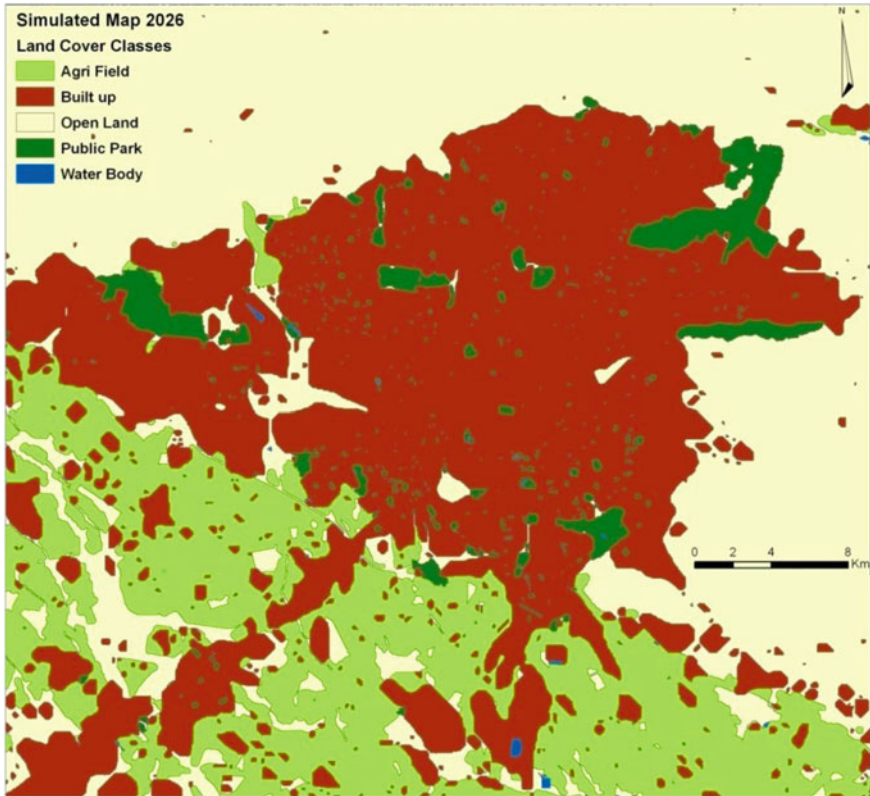 Simulated Map 2026
Land Cover Classes
Agri Field
Built up
Open Land
Public Park
Water Body
N
0 2 4 8
Km